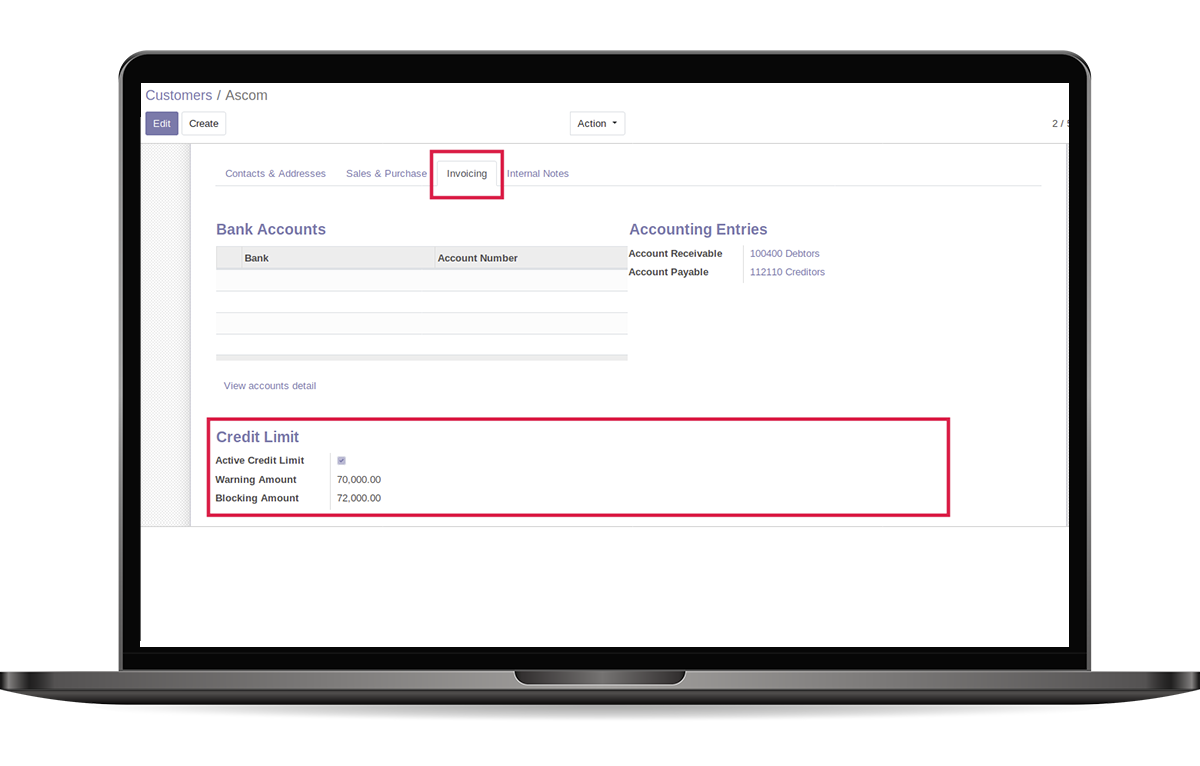 Customers / Ascom
Edit Create Action 2 /
Contacts & Addresses Sales & Purchase Invoicing Internal Notes
Bank Accounts
Bank Account Number
View accounts detail
Accounting Entries
Account Receivable 100400 Debtors
Account Payable 112110 Creditors
Credit Limit
Active Credit Limit
Warning Amount 70,000.00
Blocking Amount 72,000.00